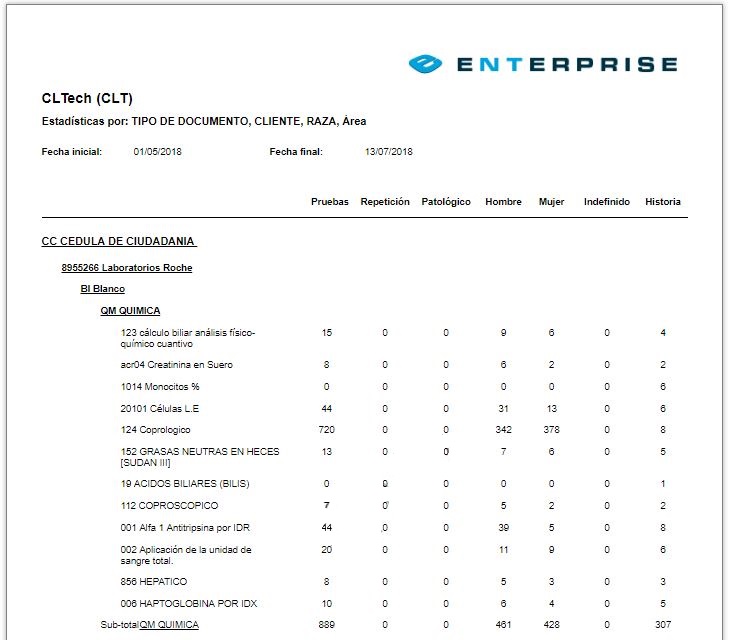 ENTERPRISE
CLTech (CLT)
Estadísticas por: TIPO DE DOCUMENTO, CLIENTE, RAZA, Área
Fecha inicial: 01/05/2018 Fecha final: 13/07/2018
Pruebas Repetición Patológico Hombre Mujer Indefinido Historia
CC CEDULA DE CIUDADANIA
8955266 Laboratorios Roche
Bl Blanco
QM QUIMICA
123 cálculo biliar análisis físico- 15 0 0 9 6 0 4
químico cuantivo
acr04 Creatinina en Suero 8 0 0 6 2 0 2
1014 Monocitos % 0 0 0 0 0 0 6
20101 Células L.E 44 0 0 31 13 0 6
124 Coprologico 720 0 0 342 378 0 8
152 GRASAS NEUTRAS EN HECES 13 0 0 7 6 0 5
[SUDAN III]
19 ACIDOS BILIARES (BILIS) 0 0 0 0 0 0 1
112 COPROSCOPICO 7 0 0 5 2 0 2
001 Alfa 1 Antitripsina por IDR 44 0 0 39 5 0 8
002 Aplicación de la unidad de 20 0 0 11 9 0 6
sangre total.
856 HEPATICO 8 0 0 5 3 0 3
006 HAPTOGLOBINA POR IDX 10 0 0 6 4 0 5
Sub-totalQM QUIMICA 889 0 0 461 428 0 307